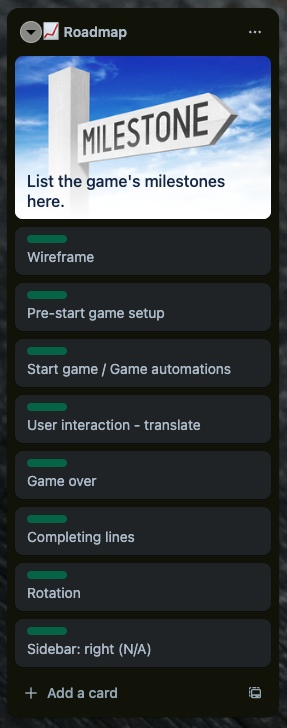 📈 Roadmap
MILESTONE
List the game's milestones
here.
Wireframe
Pre-start game setup
Start game / Game automations
User interaction - translate
Game over
Completing lines
Rotation
Sidebar: right (N/A)
+ Add a card